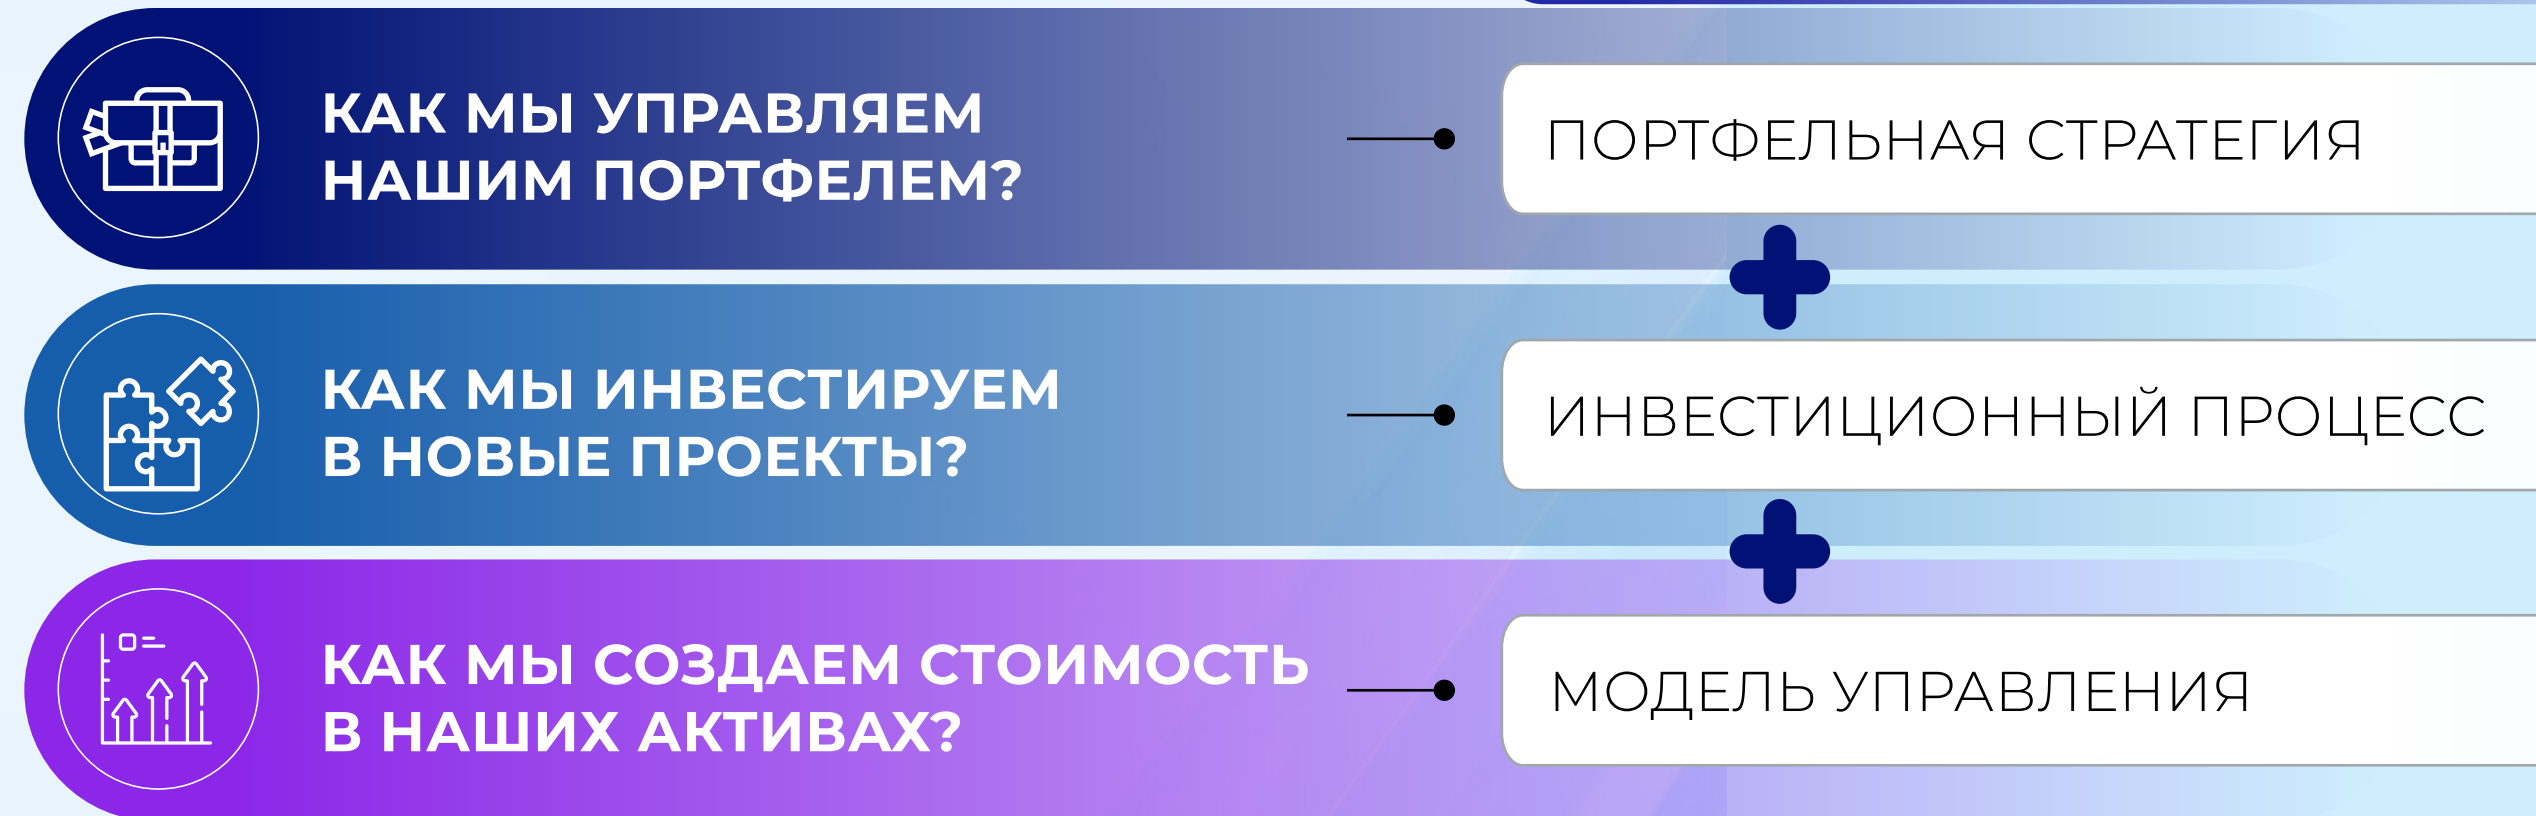 КАК МЫ УПРАВЛЯЕМ
НАШИМ ПОРТФЕЛЕМ?
ПОРТФЕЛЬНАЯ СТРАТЕГИЯ
КАК МЫ ИНВЕСТИРУЕМ
В НОВЫЕ ПРОЕКТЫ?
ИНВЕСТИЦИОННЫЙ ПРОЦЕСС
КАК МЫ СОЗДАЕМ СТОИМОСТЬ
В НАШИХ АКТИВАХ?
МОДЕЛЬ УПРАВЛЕНИЯ